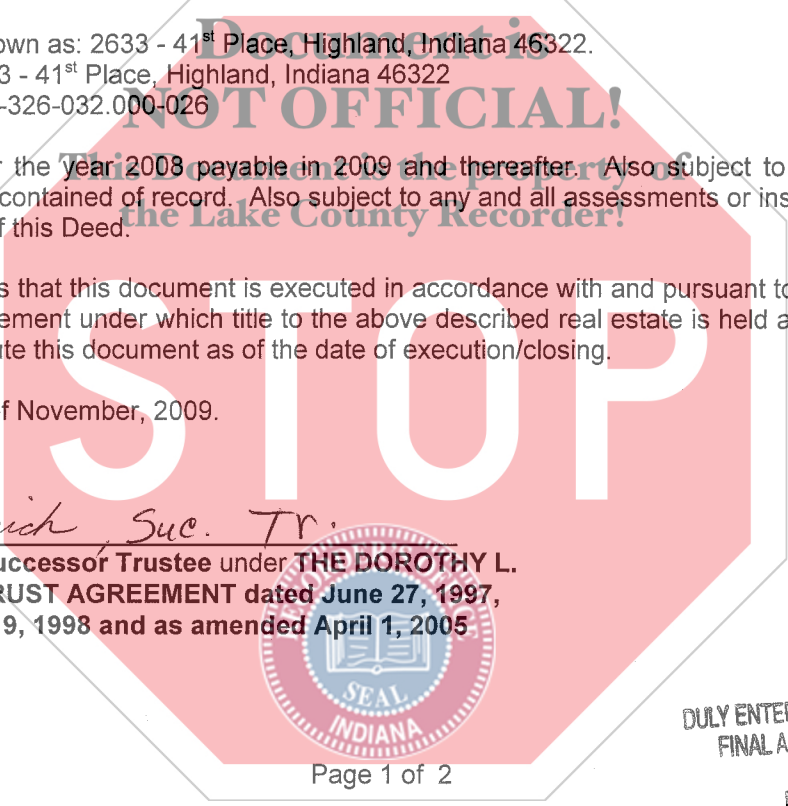 own as: 2633 - 41st Place, Highland, Indiana 46322.
Document is
3 - 41st Place, Highland, Indiana 46322
-326-032.000-026
NOT OFFICIAL!
r the year 2008 payable in 2009 and thereafter. Also subject to
This Document is the property of
contained of record. Also subject to any and all assessments or ins
the Lake County Recorder!
f this Deed.
s that this document is executed in accordance with and pursuant to
ement under which title to the above described real estate is held a
ute this document as of the date of execution/closing.
STOP
f November, 2009.
ich Suc. Tr.
uccessor Trustee under THE DOROTHY L.
RUST AGREEMENT dated June 27, 1997,
9, 1998 and as amended April 1, 2005
SEAL
INDIANA
DULY ENTE
FINAL A
Page 1 of 2